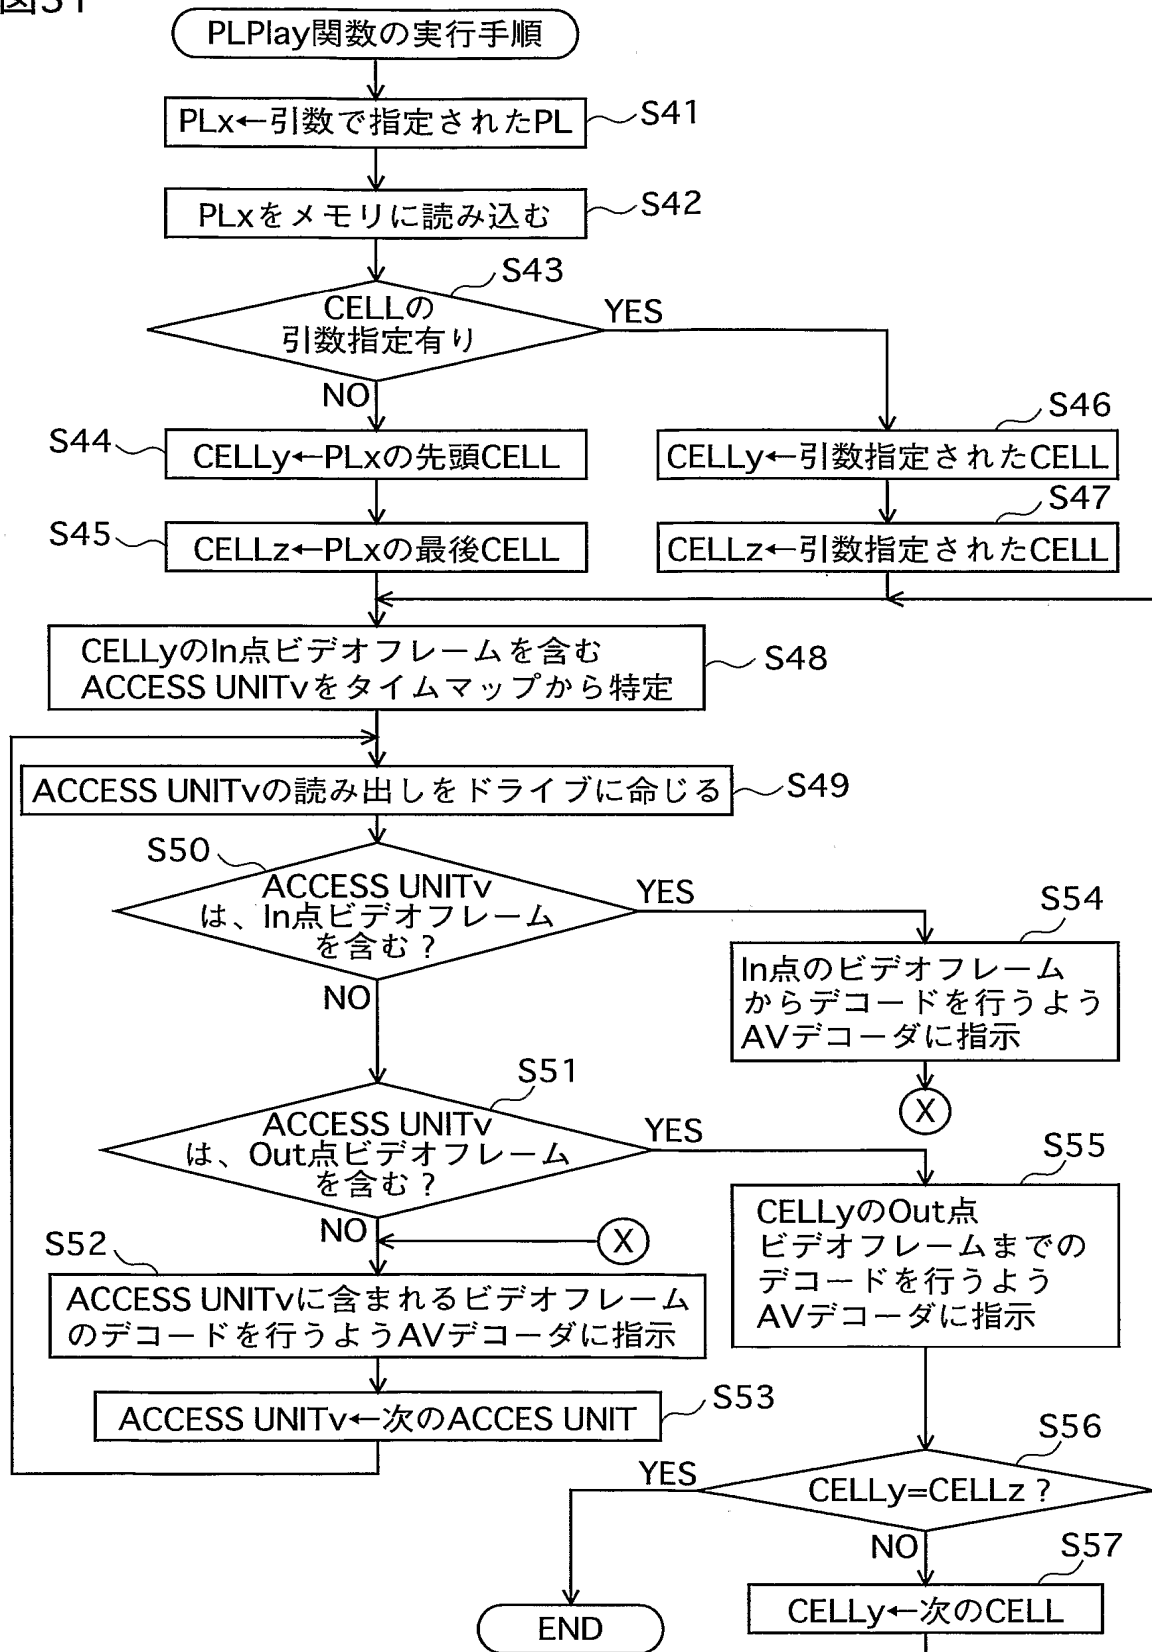 図31
PLPlay関数の実行手順
PLx←引数で指定されたPL
S41
PLxをメモリに読み込む
S42
S43
CELLの
引数指定有り
YES
NO
S44
CELLy←PLxの先頭CELL
S46
CELLy←引数指定されたCELL
S45
CELLz←PLxの最後CELL
S47
CELLz←引数指定されたCELL
CELLyのIn点ビデオフレームを含む
ACCESS UNITvをタイムマップから特定
S48
ACCESS UNITvの読み出しをドライブに命じる
S49
S50
ACCESS UNITv
は、In点ビデオフレーム
を含む？
YES
NO
S54
In点のビデオフレーム
からデコードを行うよう
AVデコーダに指示
X
S51
ACCESS UNITv
は、Out点ビデオフレーム
を含む？
YES
NO
X
S55
CELLyのOut点
ビデオフレームまでの
デコードを行うよう
AVデコーダに指示
S52
ACCESS UNITvに含まれるビデオフレーム
のデコードを行うようAVデコーダに指示
ACCESS UNITv←次のACCES UNIT
S53
S56
CELLy=CELLz？
YES
NO
S57
CELLy←次のCELL
END